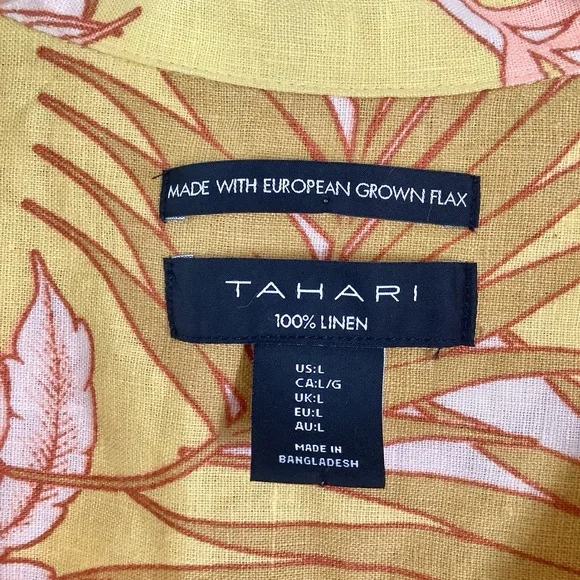 MADE WITH EUROPEAN GROWN FLAX
TAHARI
100% LINEN
US:L
CA:L/G
UK:L
EU:L
AU:L
MADE IN
BANGLADESH